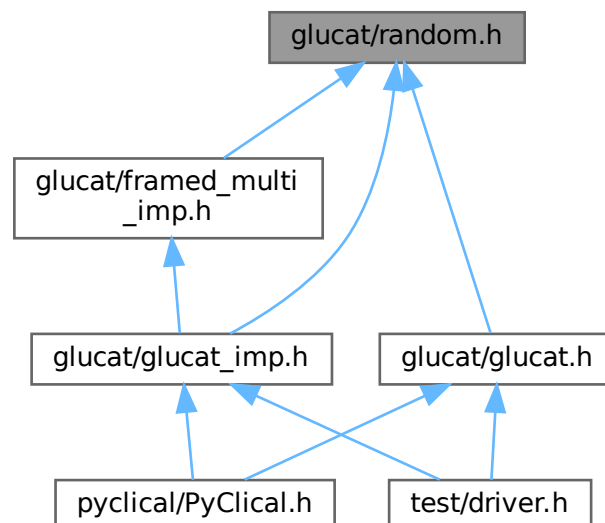 glucat/random.h
glucat/framed_multi
_imp.h
glucat/glucat_imp.h
glucat/glucat.h
pyclical/PyClical.h
test/driver.h